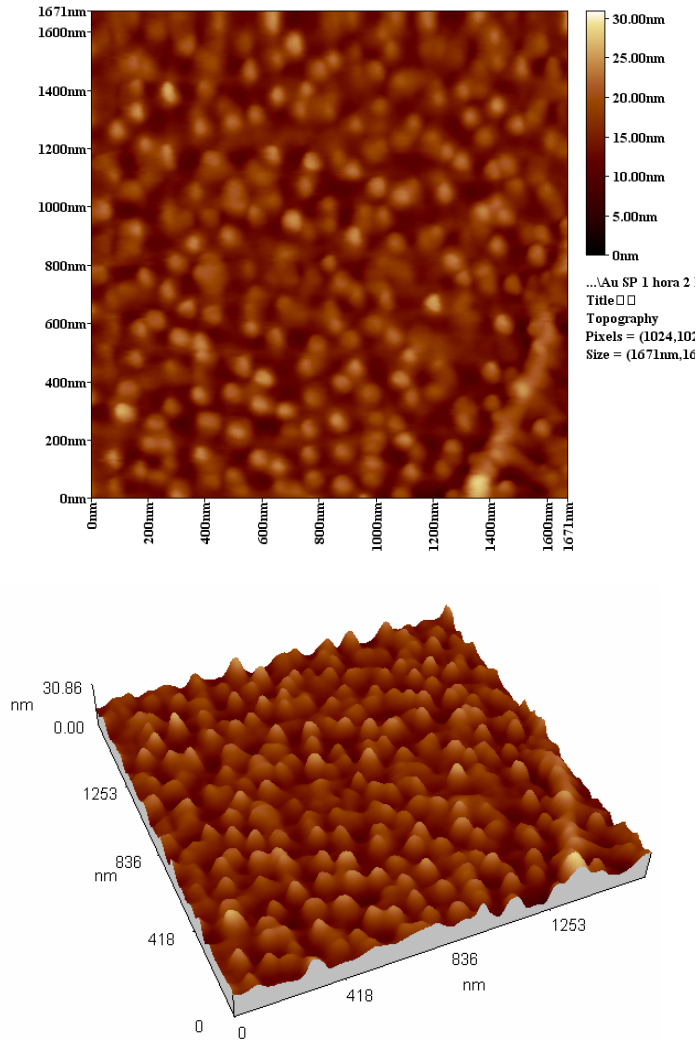 1671nm
1600nm
1400nm
1200nm
1000nm
800nm
600nm
400nm
200nm
0nm
0nm
200nm
400nm
600nm
800nm
1000nm
1200nm
1400nm
1600nm
1671nm
30.00nm
25.00nm
20.00nm
15.00nm
10.00nm
5.00nm
0nm
...\Au SP 1 hora 2
Title
Topography
Pixels = (1024,102
Size = (1671nm,16
30.86
nm
0.00
1253
836
nm
418
0
0
418
836
nm
1253